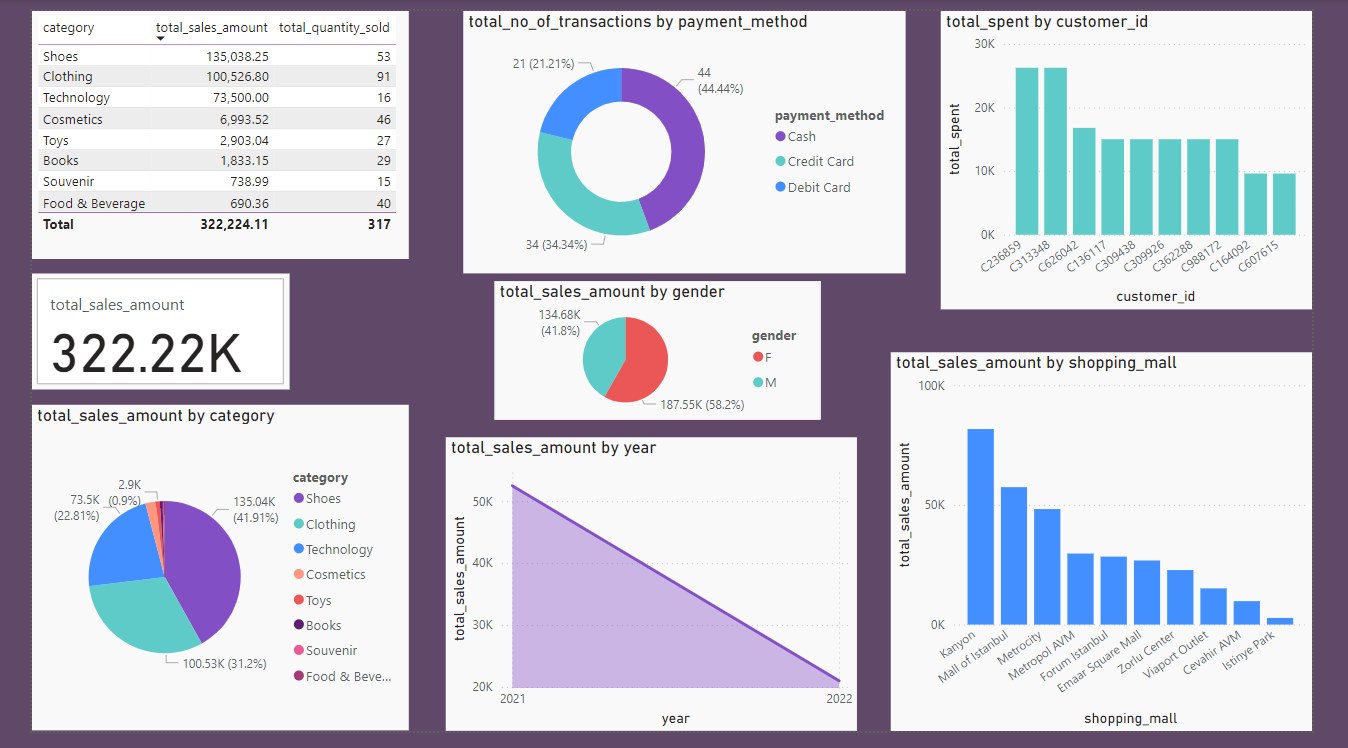 category total_sales_amount total_quantity_sold
Shoes 135,038.25 53
Clothing 100,526.80 91
Technology 73,500.00 16
Cosmetics 6,993.52 46
Toys 2,903.04 27
Books 1,833.15 29
Souvenir 738.99 15
Food & Beverage 690.36 40
Total 322,224.11 317
total_sales_amount
322.22K
total_sales_amount by category
2.9K
(0.9%)
73.5K
(22.81%)
135.04K
(41.91%)
100.53K (31.2%)
category
Shoes
Clothing
Technology
Cosmetics
Toys
Books
Souvenir
Food & Beve...
total_no_of_transactions by payment_method
21 (21.21%)
44
(44.44%)
34 (34.34%)
payment_method
Cash
Credit Card
Debit Card
total_sales_amount by gender
134.68K
(41.8%)
187.55K (58.2%)
gender
F
M
total_sales_amount by year
total_sales_amount
50K
40K
30K
20K
2021 2022
year
total_spent by customer_id
total_spent
30K
20K
10K
0K
C236859
C313348
C626042
C136117
C309438
C309926
C362288
C988172
C164092
C607615
customer_id
total_sales_amount by shopping_mall
total_sales_amount
100K
50K
0K
Kanyon
Mall of Istanbul
Metrocity
Metropol AVM
Forum Istanbul
Emaar Square Mall
Zorlu Center
Viaport Outlet
Cevahir AVM
Istinye Park
shopping_mall